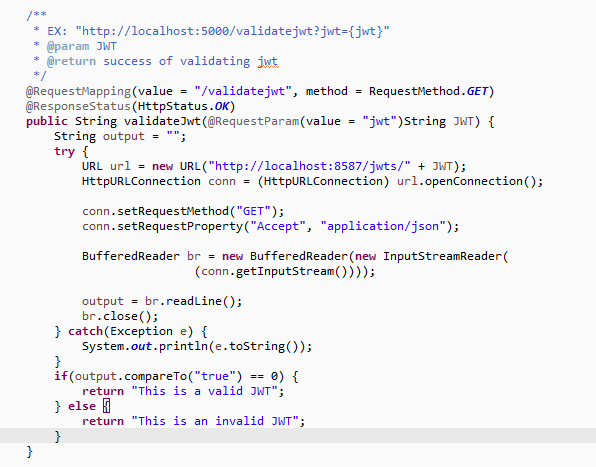 /**
 * EX: "http://localhost:5000/validatejwt?jwt={jwt}"
 * @param JWT
 * @return success of validating jwt
 */
@RequestMapping(value = "/validatejwt", method = RequestMethod.GET)
@ResponseStatus(HttpStatus.OK)
public String validateJwt(@RequestParam(value = "jwt")String JWT) {
    String output = "";
    try {
        URL url = new URL("http://localhost:8587/jwts/" + JWT);
        HttpURLConnection conn = (HttpURLConnection) url.openConnection();

        conn.setRequestMethod("GET");
        conn.setRequestProperty("Accept", "application/json");

        BufferedReader br = new BufferedReader(new InputStreamReader(
                        (conn.getInputStream())));

        output = br.readLine();
        br.close();
    } catch(Exception e) {
        System.out.println(e.toString());
    }
    if(output.compareTo("true") == 0) {
        return "This is a valid JWT";
    } else {
        return "This is an invalid JWT";
    }
}